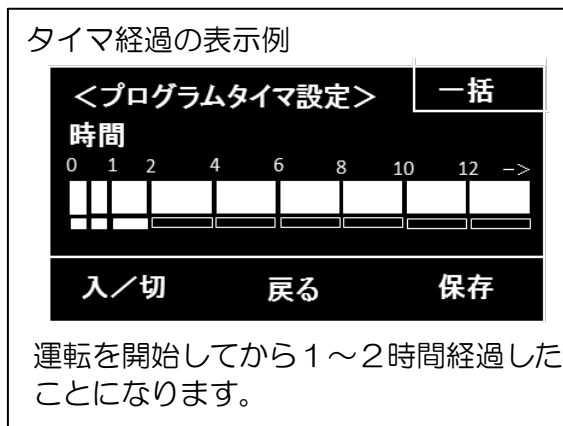 タイマ経過の表示例
<プログラムタイマ設定> 一括
時間
0 1 2 4 6 8 10 12 ->
入／切 戻る 保存
運転を開始してから１～２時間経過した
ことになります。